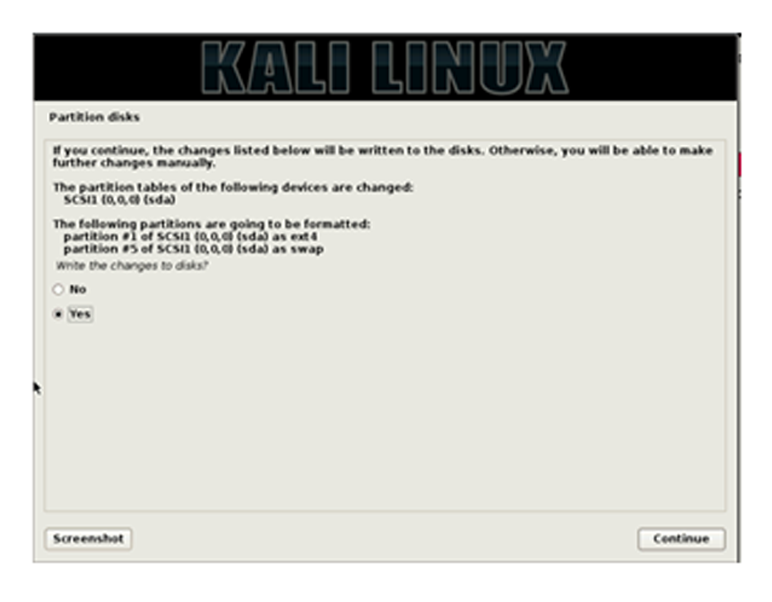 KALI LINUX
Partition disks
If you continue, the changes listed below will be written to the disks. Otherwise, you will be able to make
further changes manually.
The partition tables of the following devices are changed:
SCSI1 (0,0,0) (sda)
The following partitions are going to be formatted:
partition #1 of SCSI1 (0,0,0) (sda) as ext4
partition #5 of SCSI1 (0,0,0) (sda) as swap
Write the changes to disks?
No
Yes
Screenshot
Continue